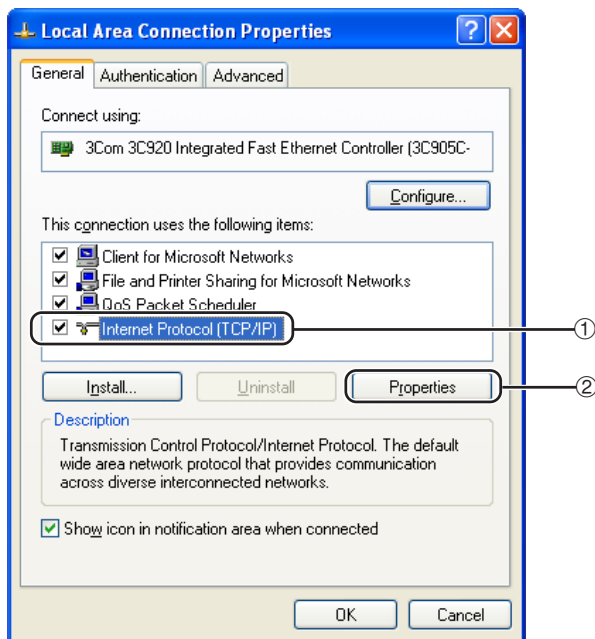 Local Area Connection Properties
General Authentication Advanced
Connect using:
3Com 3C920 Integrated Fast Ethernet Controller (3C905C-
Configure...
This connection uses the following items:
Client for Microsoft Networks
File and Printer Sharing for Microsoft Networks
QoS Packet Scheduler
Internet Protocol (TCP/IP)
①
Install... Uninstall Properties
②
Description
Transmission Control Protocol/Internet Protocol. The default
wide area network protocol that provides communication
across diverse interconnected networks.
Show icon in notification area when connected
OK Cancel